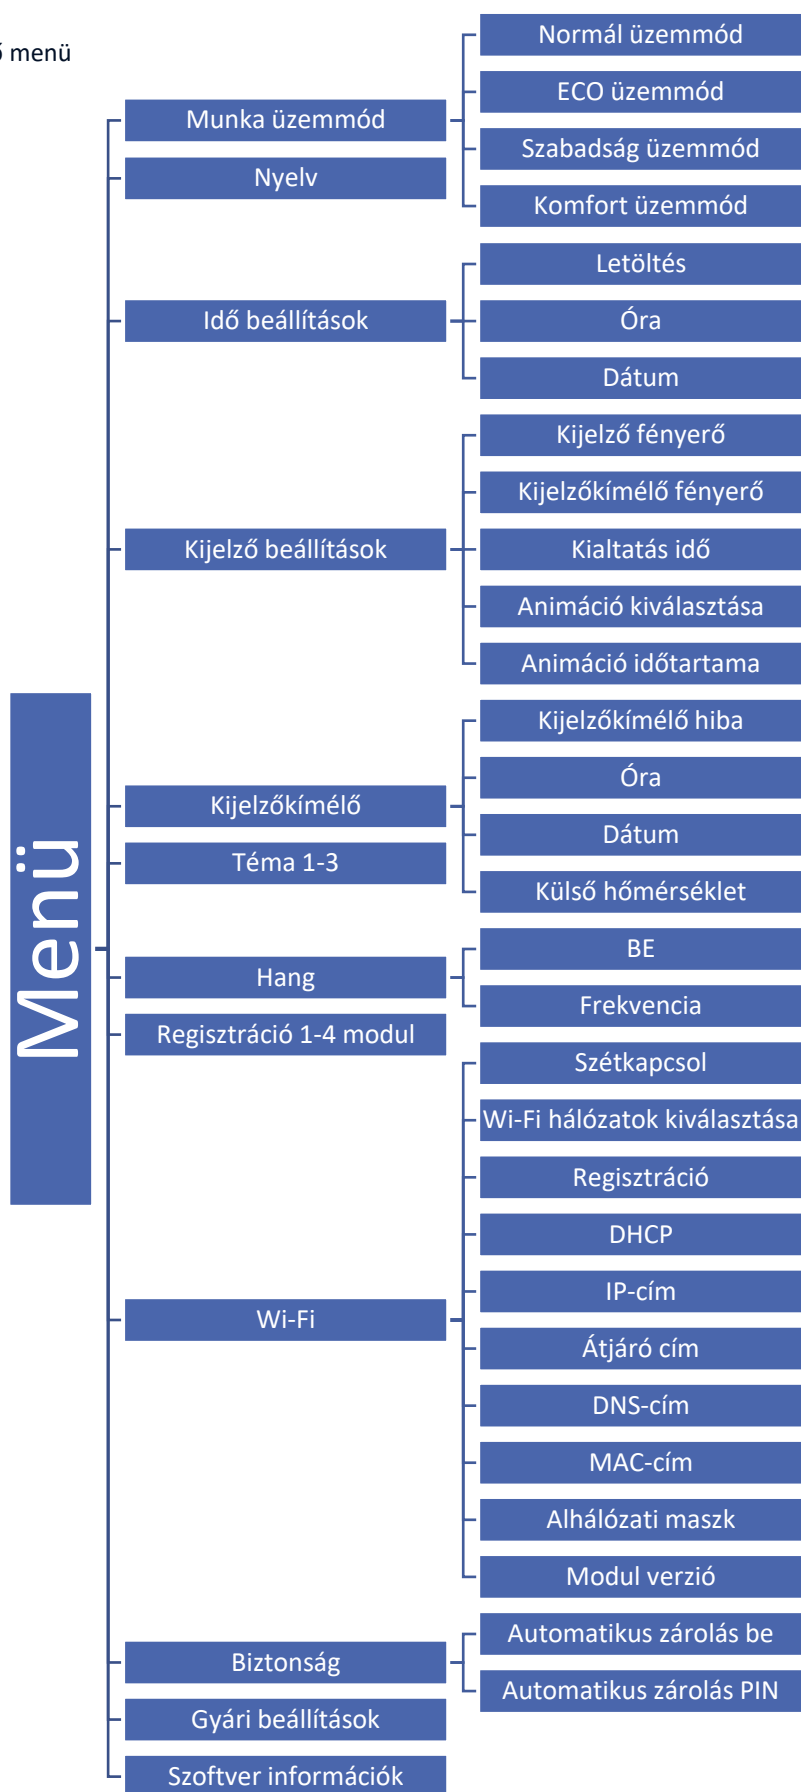 ő menü
Menü
Munka üzemmód
Normál üzemmód
ECO üzemmód
Szabadság üzemmód
Komfort üzemmód
Nyelv
Idő beállítások
Letöltés
Óra
Dátum
Kijelző beállítások
Kijelző fényerő
Kijelzőkímélő fényerő
Kialtatás idő
Animáció kiválasztása
Animáció időtartama
Kijelzőkímélő
Kijelzőkímélő hiba
Óra
Dátum
Külső hőmérséklet
Téma 1-3
Hang
BE
Frekvencia
Regisztráció 1-4 modul
Wi-Fi
Szétkapcsol
Wi-Fi hálózatok kiválasztása
Regisztráció
DHCP
IP-cím
Átjáró cím
DNS-cím
MAC-cím
Alhálózati maszk
Modul verzió
Biztonság
Automatikus zárolás be
Automatikus zárolás PIN
Gyári beállítások
Szoftver információk